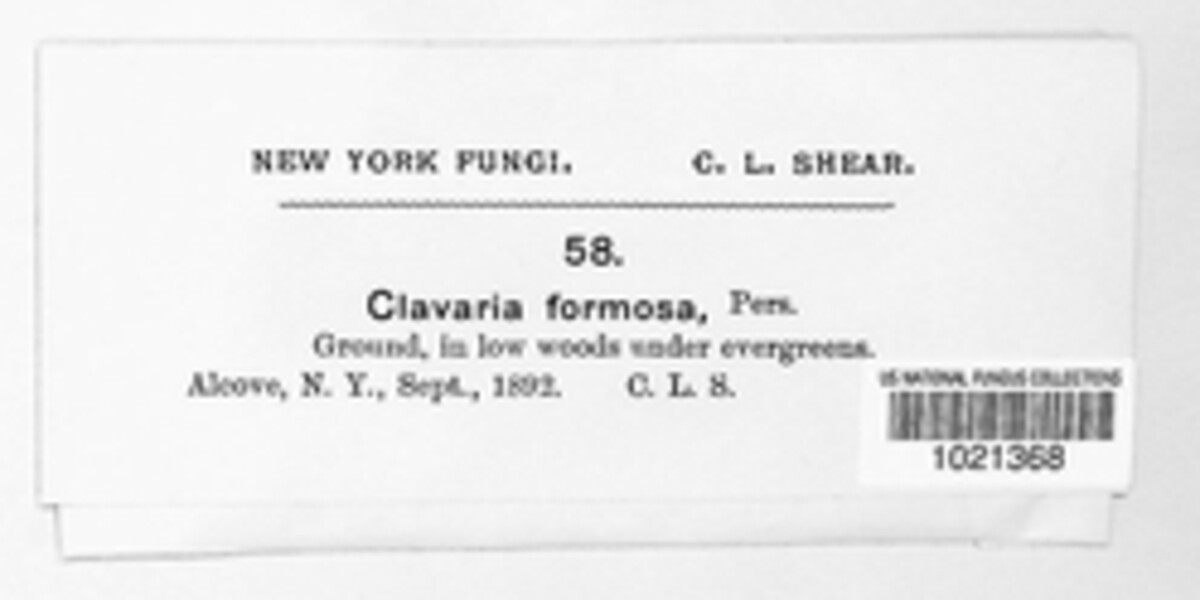 NEW YORK FUNGI. C. L. SHEAR.
58.
Clavaria formosa, Pers.
Ground, in low woods under evergreens.
Alcove, N. Y., Sept., 1892. C. L. S.
US NATIONAL FUNGUS COLLECTIONS
1021368